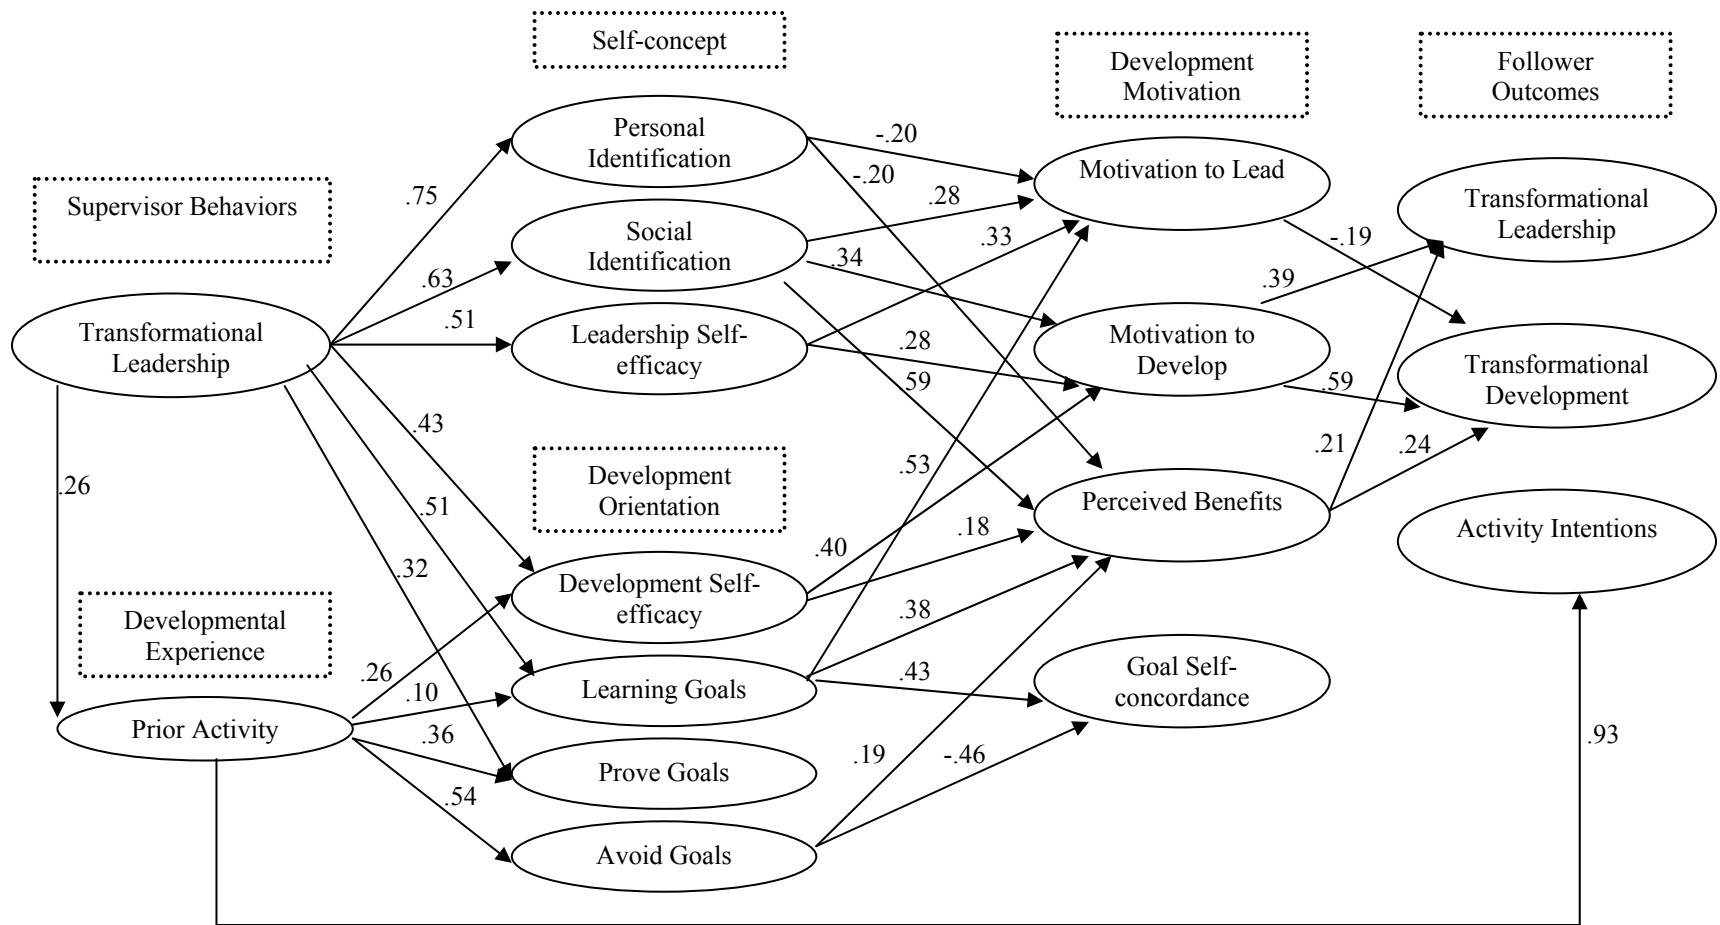 Self-concept
Development
Motivation
Follower
Outcomes
Personal
Identification
-.20
Motivation to Lead
-.20
Supervisor Behaviors
.75
.28
Transformational
Leadership
Social
Identification
.33
-.19
.34
.63
.39
.51
Transformational
Leadership
Leadership Self-
efficacy
.28
Motivation to
Develop
Transformational
Development
.59
.59
.43
.21
.24
.53
Development
Orientation
.26
.51
Perceived Benefits
Activity Intentions
.18
.40
.32
Development Self-
efficacy
Developmental
Experience
.38
.26
.43
Goal Self-
concordance
.10
Learning Goals
Prior Activity
.36
.19
-.46
.93
Prove Goals
.54
Avoid Goals